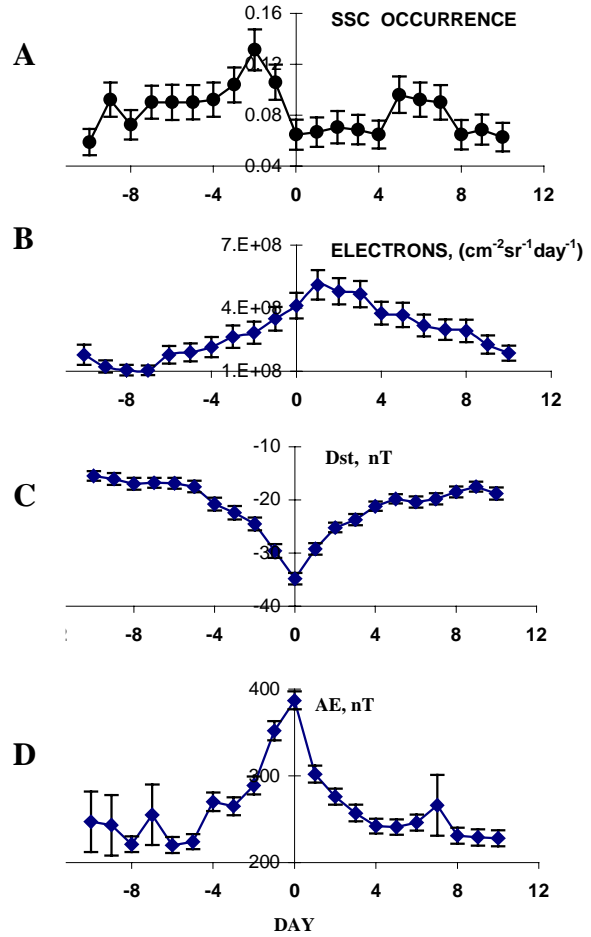 0.16
SSC OCCURRENCE
A
0.12
0.08
0.04
-8
-4
0
4
8
12
B
7.E+08
ELECTRONS, (cm⁻²sr⁻¹day⁻¹)
4.E+08
1.E+08
-8
-4
0
4
8
12
-10
Dst, nT
C
-20
-30
-40
-8
-4
0
4
8
12
400
AE, nT
D
300
200
-8
-4
0
4
8
12
DAY